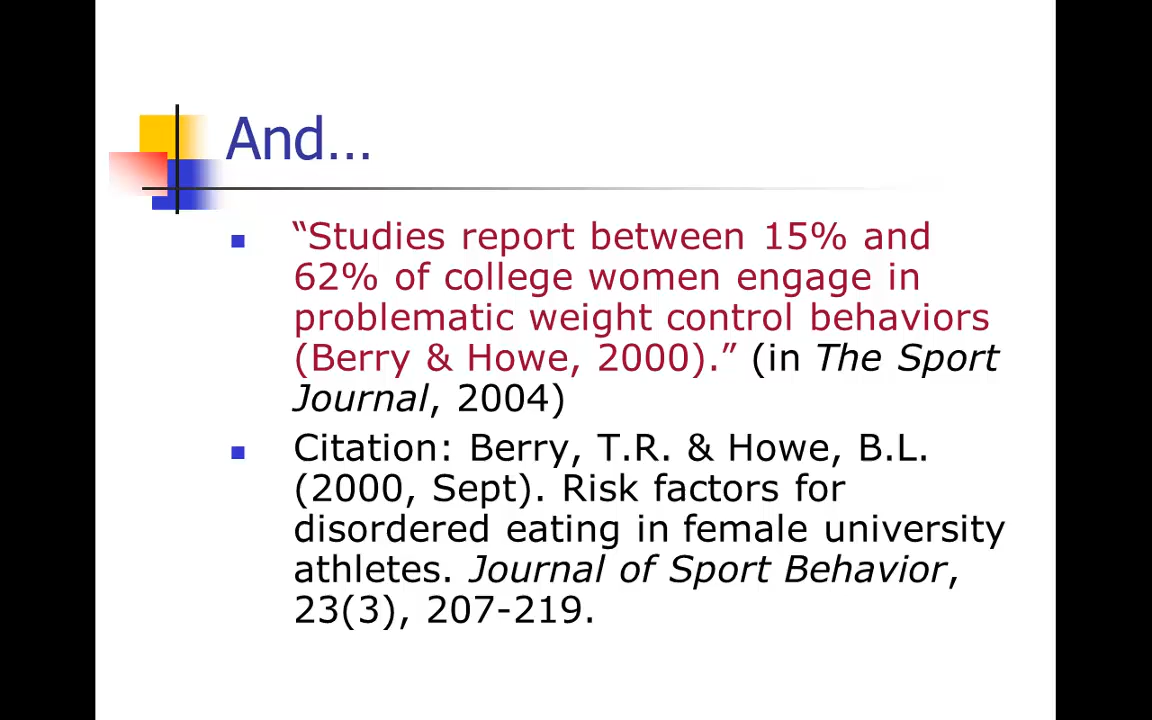 And...
“Studies report between 15% and
62% of college women engage in
problematic weight control behaviors
(Berry & Howe, 2000).” (in The Sport
Journal, 2004)
Citation: Berry, T.R. & Howe, B.L.
(2000, Sept). Risk factors for
disordered eating in female university
athletes. Journal of Sport Behavior,
23(3), 207-219.